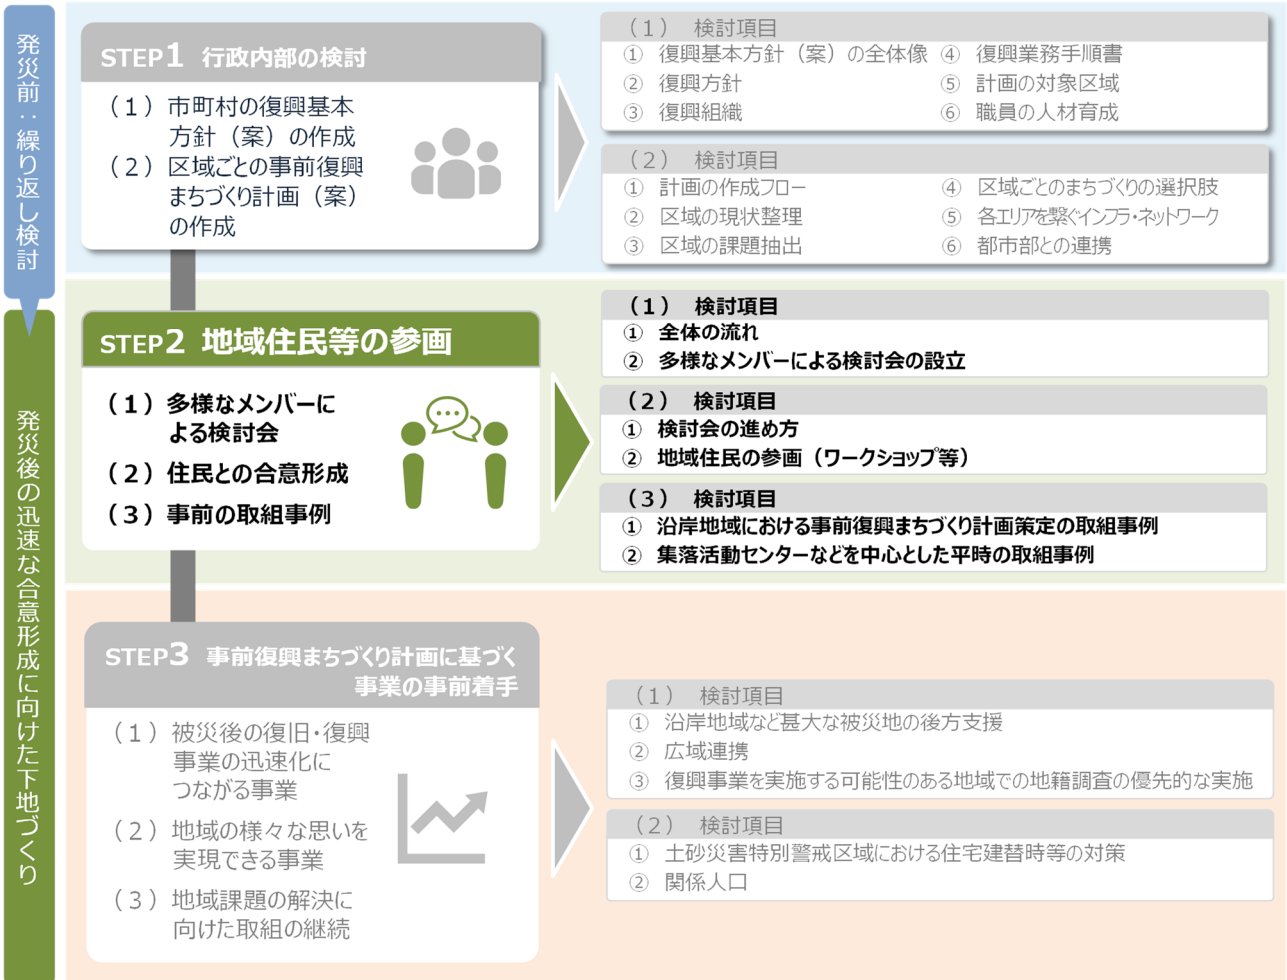 発災前：繰り返し検討
発災後の迅速な合意形成に向けた下地づくり
STEP1 行政内部の検討
（１）市町村の復興基本
方針（案）の作成
（２）区域ごとの事前復興
まちづくり計画（案）
の作成
（１） 検討項目
① 復興基本方針（案）の全体像
② 復興方針
③ 復興組織
④ 復興業務手順書
⑤ 計画の対象区域
⑥ 職員の人材育成
（２） 検討項目
① 計画の作成フロー
② 区域の現状整理
③ 区域の課題抽出
④ 区域ごとのまちづくりの選択肢
⑤ 各エリアを繋ぐインフラ・ネットワーク
⑥ 都市部との連携
STEP2 地域住民等の参画
（１）多様なメンバーに
よる検討会
（２）住民との合意形成
（３）事前の取組事例
（１） 検討項目
① 全体の流れ
② 多様なメンバーによる検討会の設立
（２） 検討項目
① 検討会の進め方
② 地域住民の参画（ワークショップ等）
（３） 検討項目
① 沿岸地域における事前復興まちづくり計画策定の取組事例
② 集落活動センターなどを中心とした平時の取組事例
STEP3 事前復興まちづくり計画に基づく
事業の事前着手
（１）被災後の復旧・復興
事業の迅速化に
つながる事業
（２）地域の様々な思いを
実現できる事業
（３）地域課題の解決に
向けた取組の継続
（１） 検討項目
① 沿岸地域など甚大な被災地の後方支援
② 広域連携
③ 復興事業を実施する可能性のある地域での地籍調査の優先的な実施
（２） 検討項目
① 土砂災害特別警戒区域における住宅建替時等の対策
② 関係人口